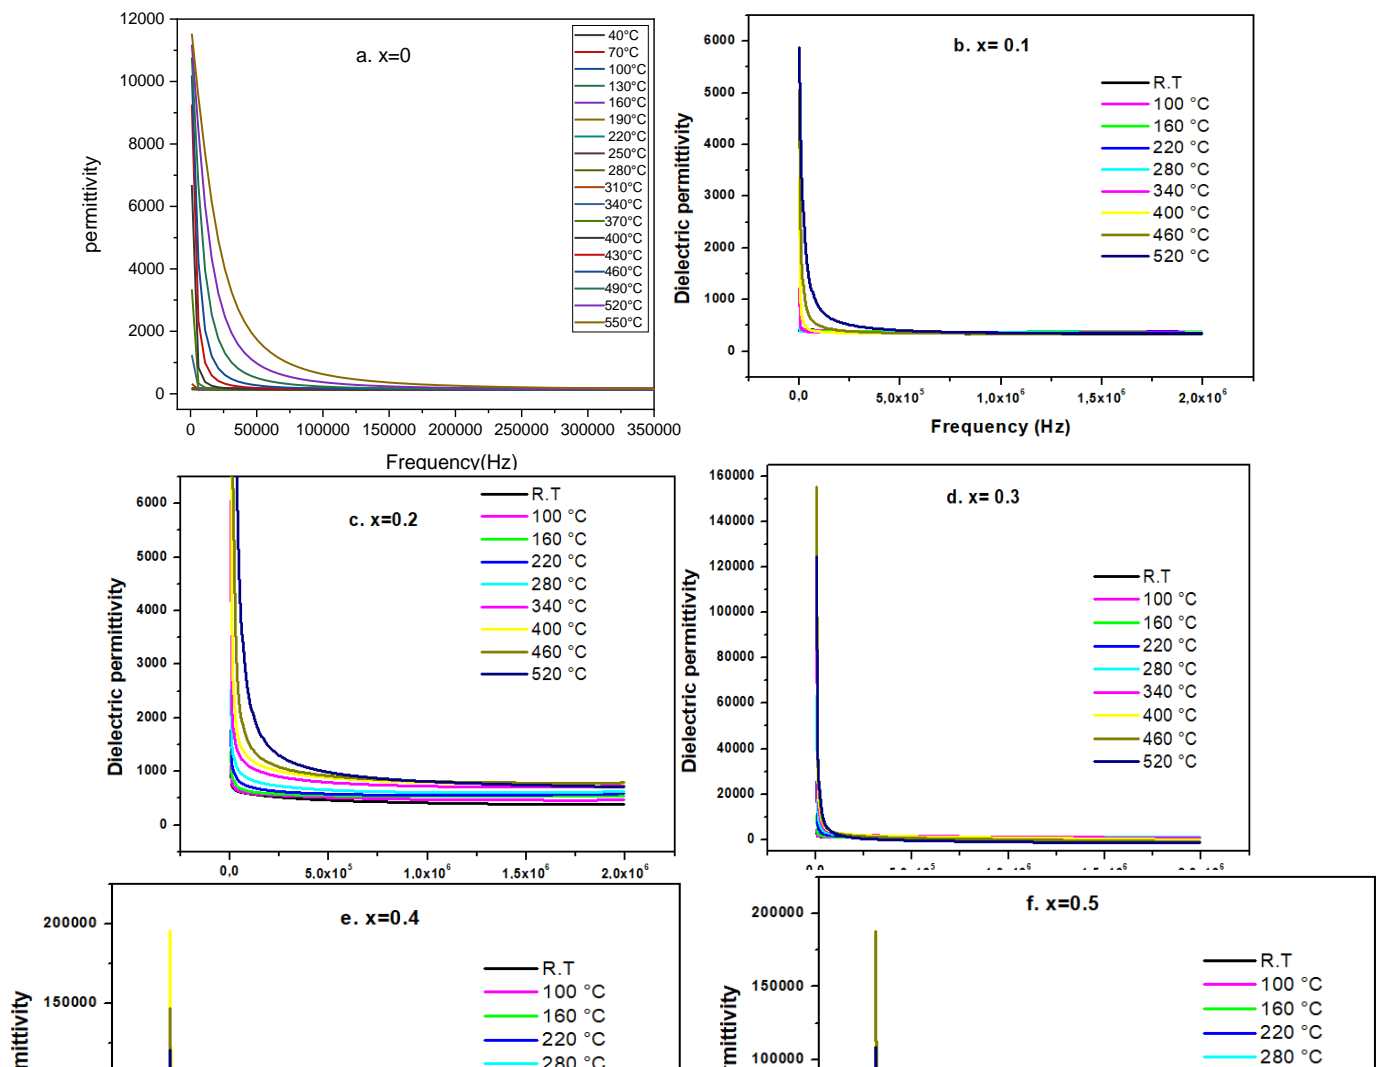 a. x=0
12000
10000
8000
6000
4000
2000
0
permittivity
0
50000
100000
150000
200000
250000
300000
350000
Frequency(Hz)
40°C
70°C
100°C
130°C
160°C
190°C
220°C
250°C
280°C
310°C
340°C
370°C
400°C
430°C
460°C
490°C
520°C
550°C
b. x= 0.1
6000
5000
4000
3000
2000
1000
0
Dielectric permittivity
R.T
100 °C
160 °C
220 °C
280 °C
340 °C
400 °C
460 °C
520 °C
0,0
5,0x10⁵
1,0x10⁶
1,5x10⁶
2,0x10⁶
Frequency (Hz)
c. x=0.2
6000
5000
4000
3000
2000
1000
0
Dielectric permittivity
R.T
100 °C
160 °C
220 °C
280 °C
340 °C
400 °C
460 °C
520 °C
0,0
5.0x10⁵
1.0x10⁶
1.5x10⁶
2.0x10⁶
d. x= 0.3
160000
140000
120000
100000
80000
60000
40000
20000
0
Dielectric permittivity
R.T
100 °C
160 °C
220 °C
280 °C
340 °C
400 °C
460 °C
520 °C
e. x=0.4
200000
150000
R.T
100 °C
160 °C
220 °C
280 °C
f. x=0.5
200000
150000
100000
R.T
100 °C
160 °C
220 °C
280 °C